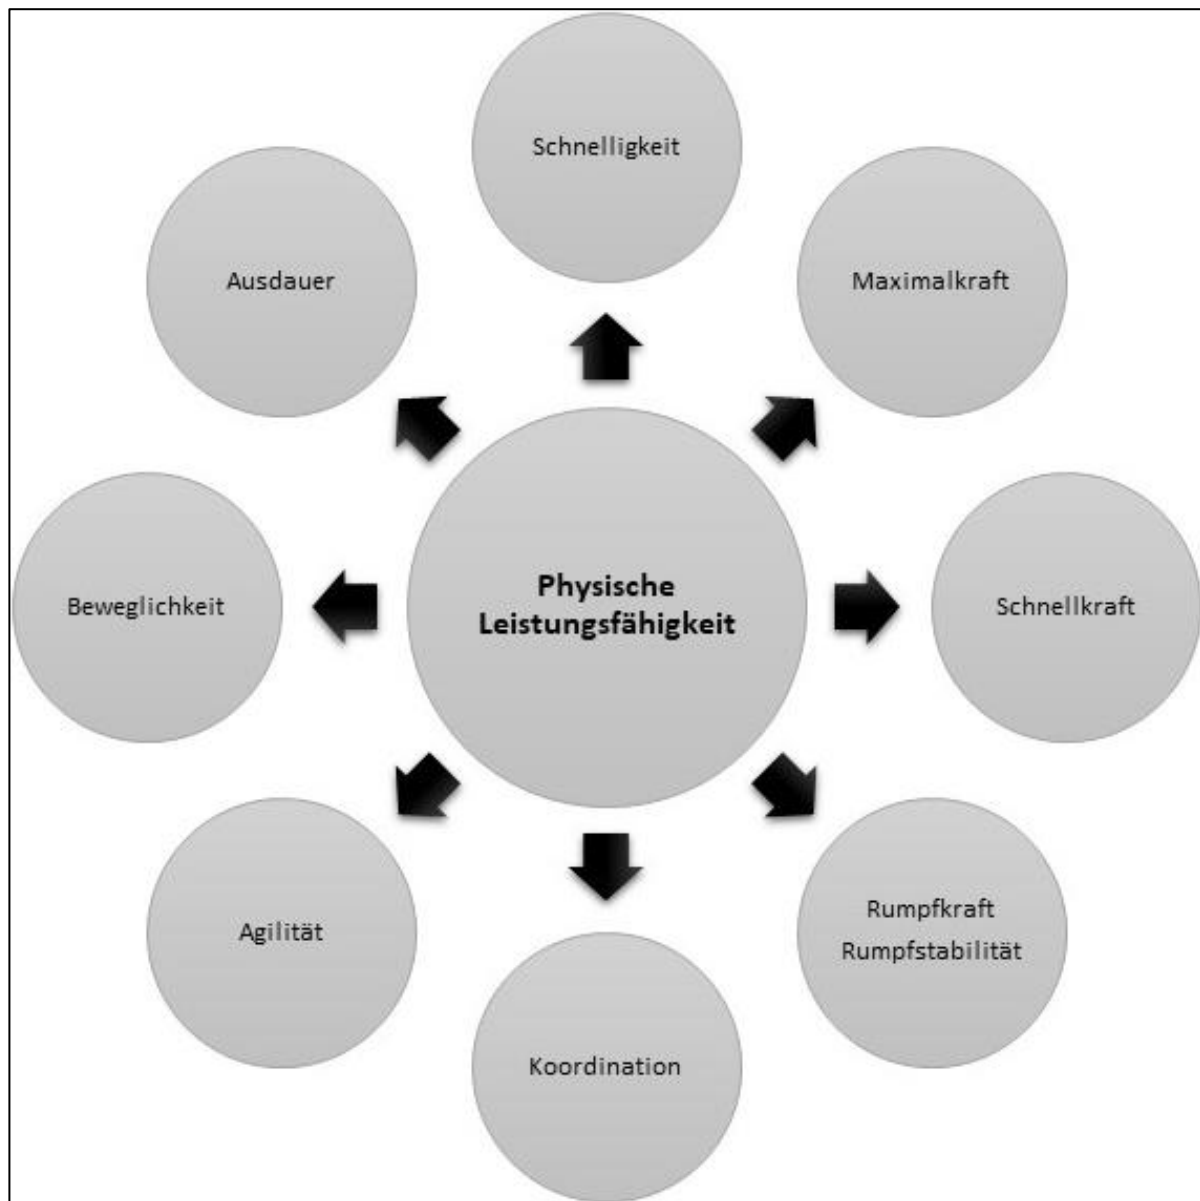 Schnelligkeit
Maximalkraft
Ausdauer
Physische
Leistungsfähigkeit
Beweglichkeit
Schnellkraft
Agilität
Rumpfkraft
Rumpfstabilität
Koordination